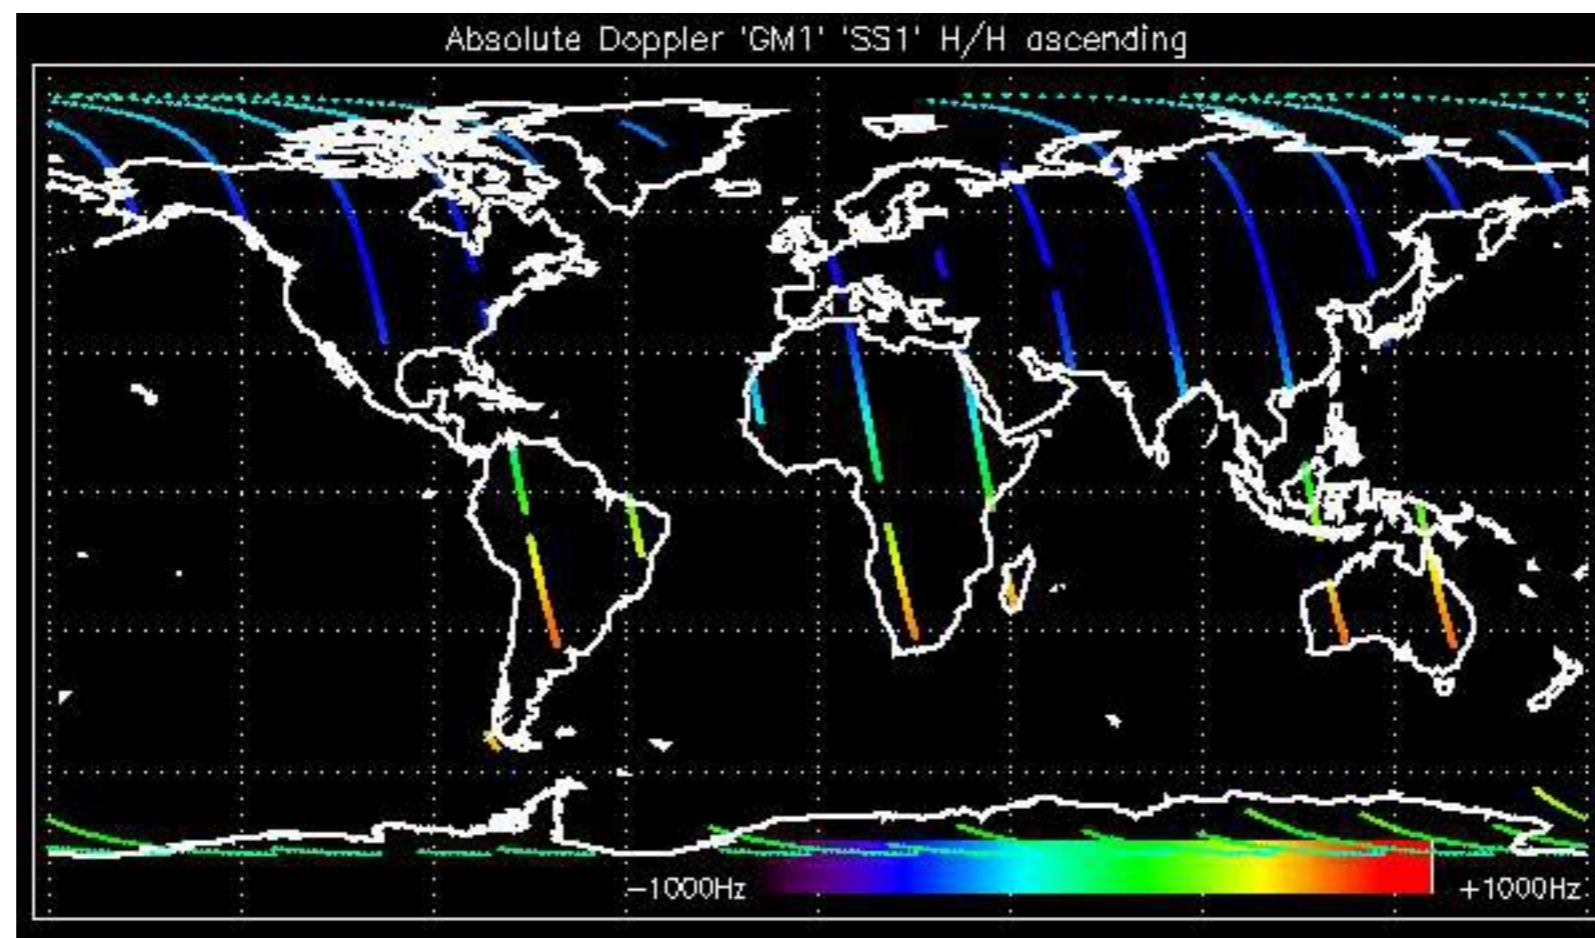 Absolute Doppler 'GM1' 'SS1' H/H ascending
−1000Hz
+1000Hz